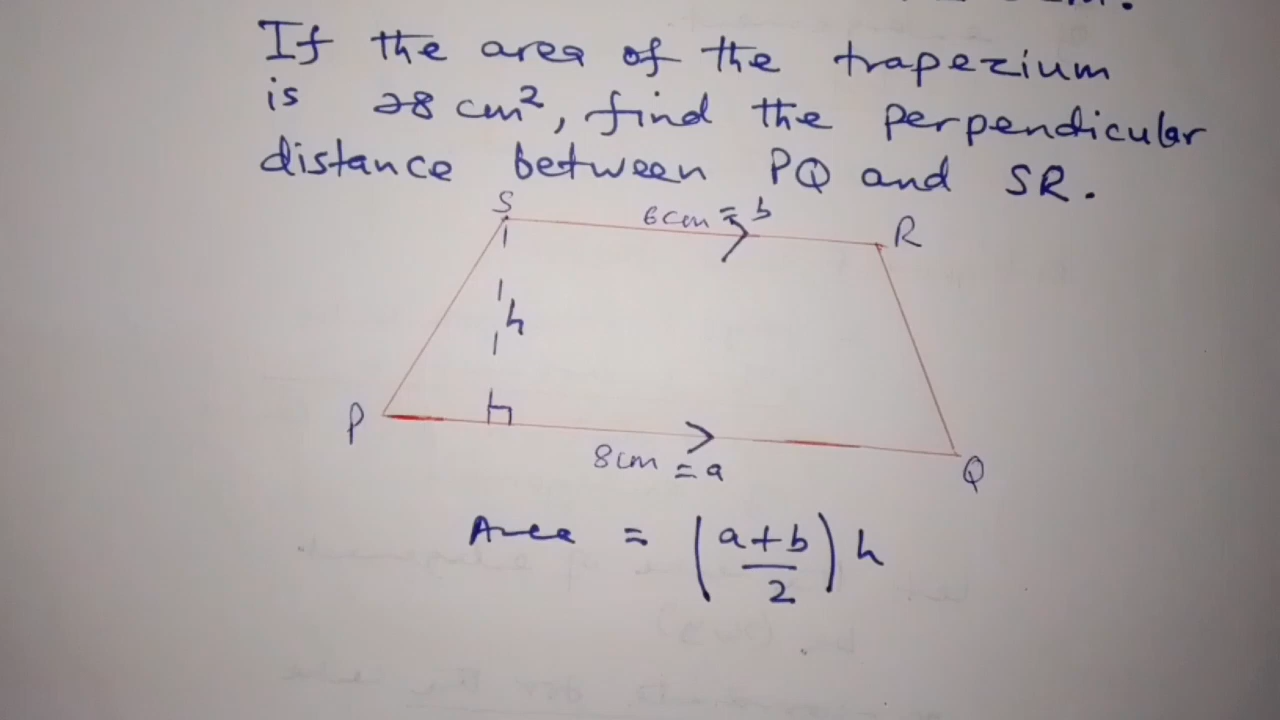 If the area of the trapezium
is 28 cm², find the perpendicular
distance between PQ and SR.
S 6cm = b R
h
P 8cm = a Q
Area = (a+b/2) h